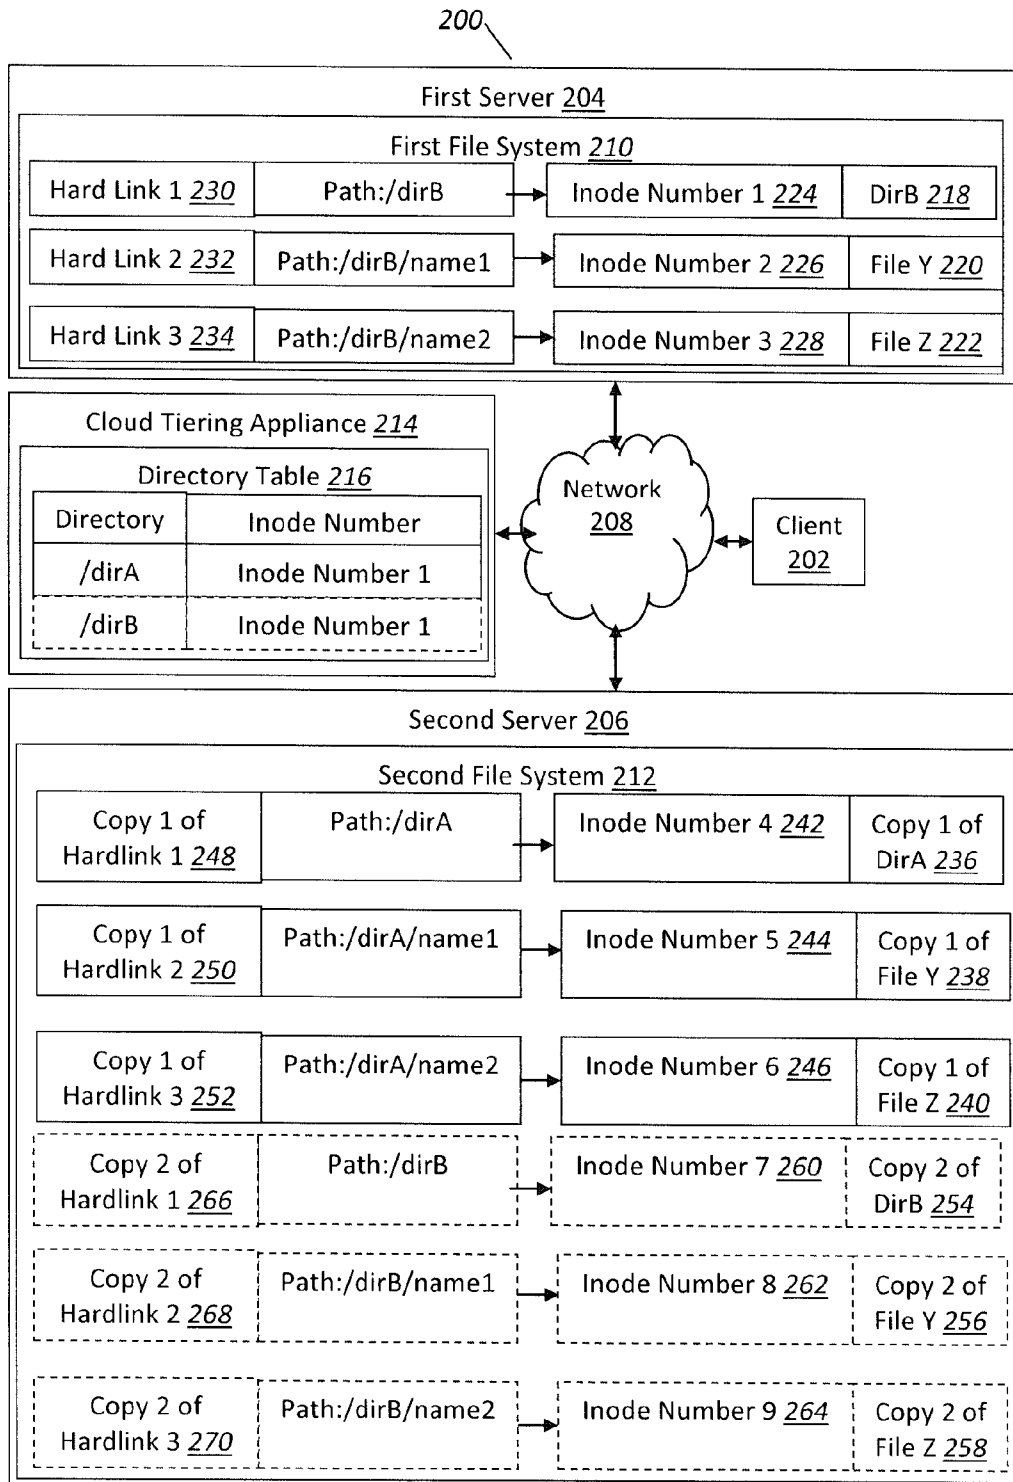 200
First Server 204
First File System 210
Hard Link 1 230 Path:/dirB Inode Number 1 224 DirB 218
Hard Link 2 232 Path:/dirB/name1 Inode Number 2 226 File Y 220
Hard Link 3 234 Path:/dirB/name2 Inode Number 3 228 File Z 222
Cloud Tiering Appliance 214
Directory Table 216
Directory Inode Number
/dirA Inode Number 1
/dirB Inode Number 1
Network
208
Client
202
Second Server 206
Second File System 212
Copy 1 of
Hardlink 1 248
Path:/dirA
Inode Number 4 242
Copy 1 of
DirA 236
Copy 1 of
Hardlink 2 250
Path:/dirA/name1
Inode Number 5 244
Copy 1 of
File Y 238
Copy 1 of
Hardlink 3 252
Path:/dirA/name2
Inode Number 6 246
Copy 1 of
File Z 240
Copy 2 of
Hardlink 1 266
Path:/dirB
Inode Number 7 260
Copy 2 of
DirB 254
Copy 2 of
Hardlink 2 268
Path:/dirB/name1
Inode Number 8 262
Copy 2 of
File Y 256
Copy 2 of
Hardlink 3 270
Path:/dirB/name2
Inode Number 9 264
Copy 2 of
File Z 258